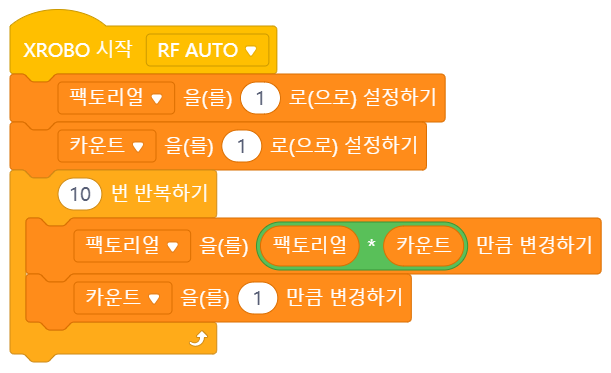 XROBO 시작 RF AUTO
팩토리얼 을(를) 1 로(으로) 설정하기
카운트 을(를) 1 로(으로) 설정하기
10 번 반복하기
팩토리얼 을(를) 팩토리얼 * 카운트 만큼 변경하기
카운트 을(를) 1 만큼 변경하기